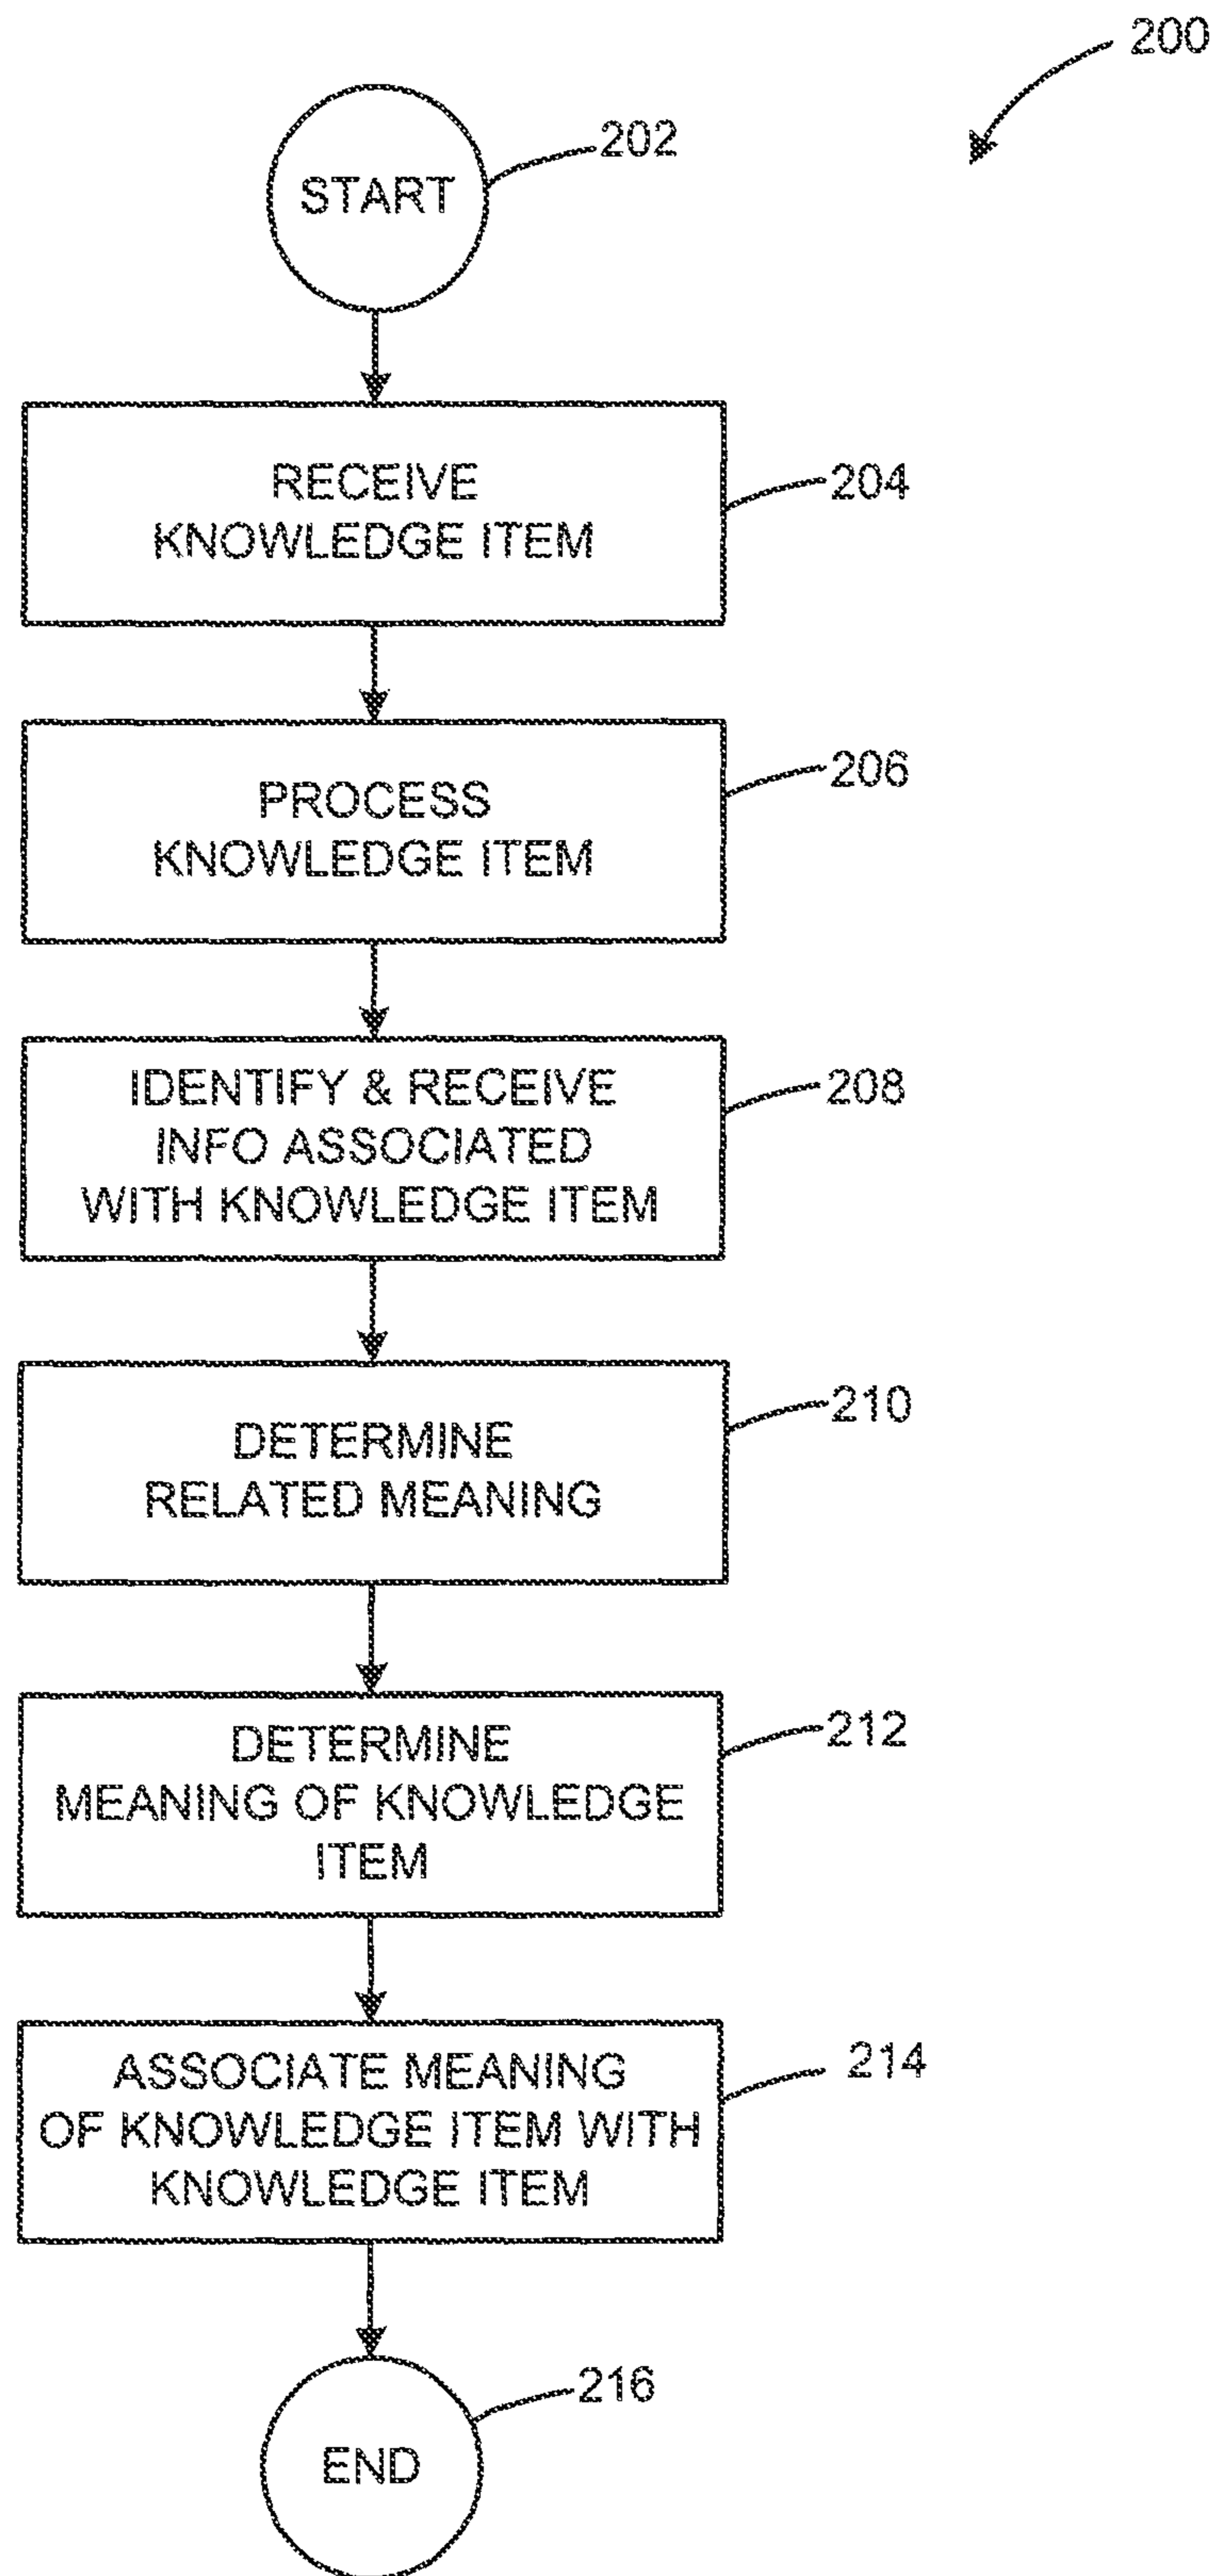 200
START
202
RECEIVE
KNOWLEDGE ITEM
204
PROCESS
KNOWLEDGE ITEM
206
IDENTIFY & RECEIVE
INFO ASSOCIATED
WITH KNOWLEDGE ITEM
208
DETERMINE
RELATED MEANING
210
DETERMINE
MEANING OF KNOWLEDGE
ITEM
212
ASSOCIATE MEANING
OF KNOWLEDGE ITEM WITH
KNOWLEDGE ITEM
214
END
216